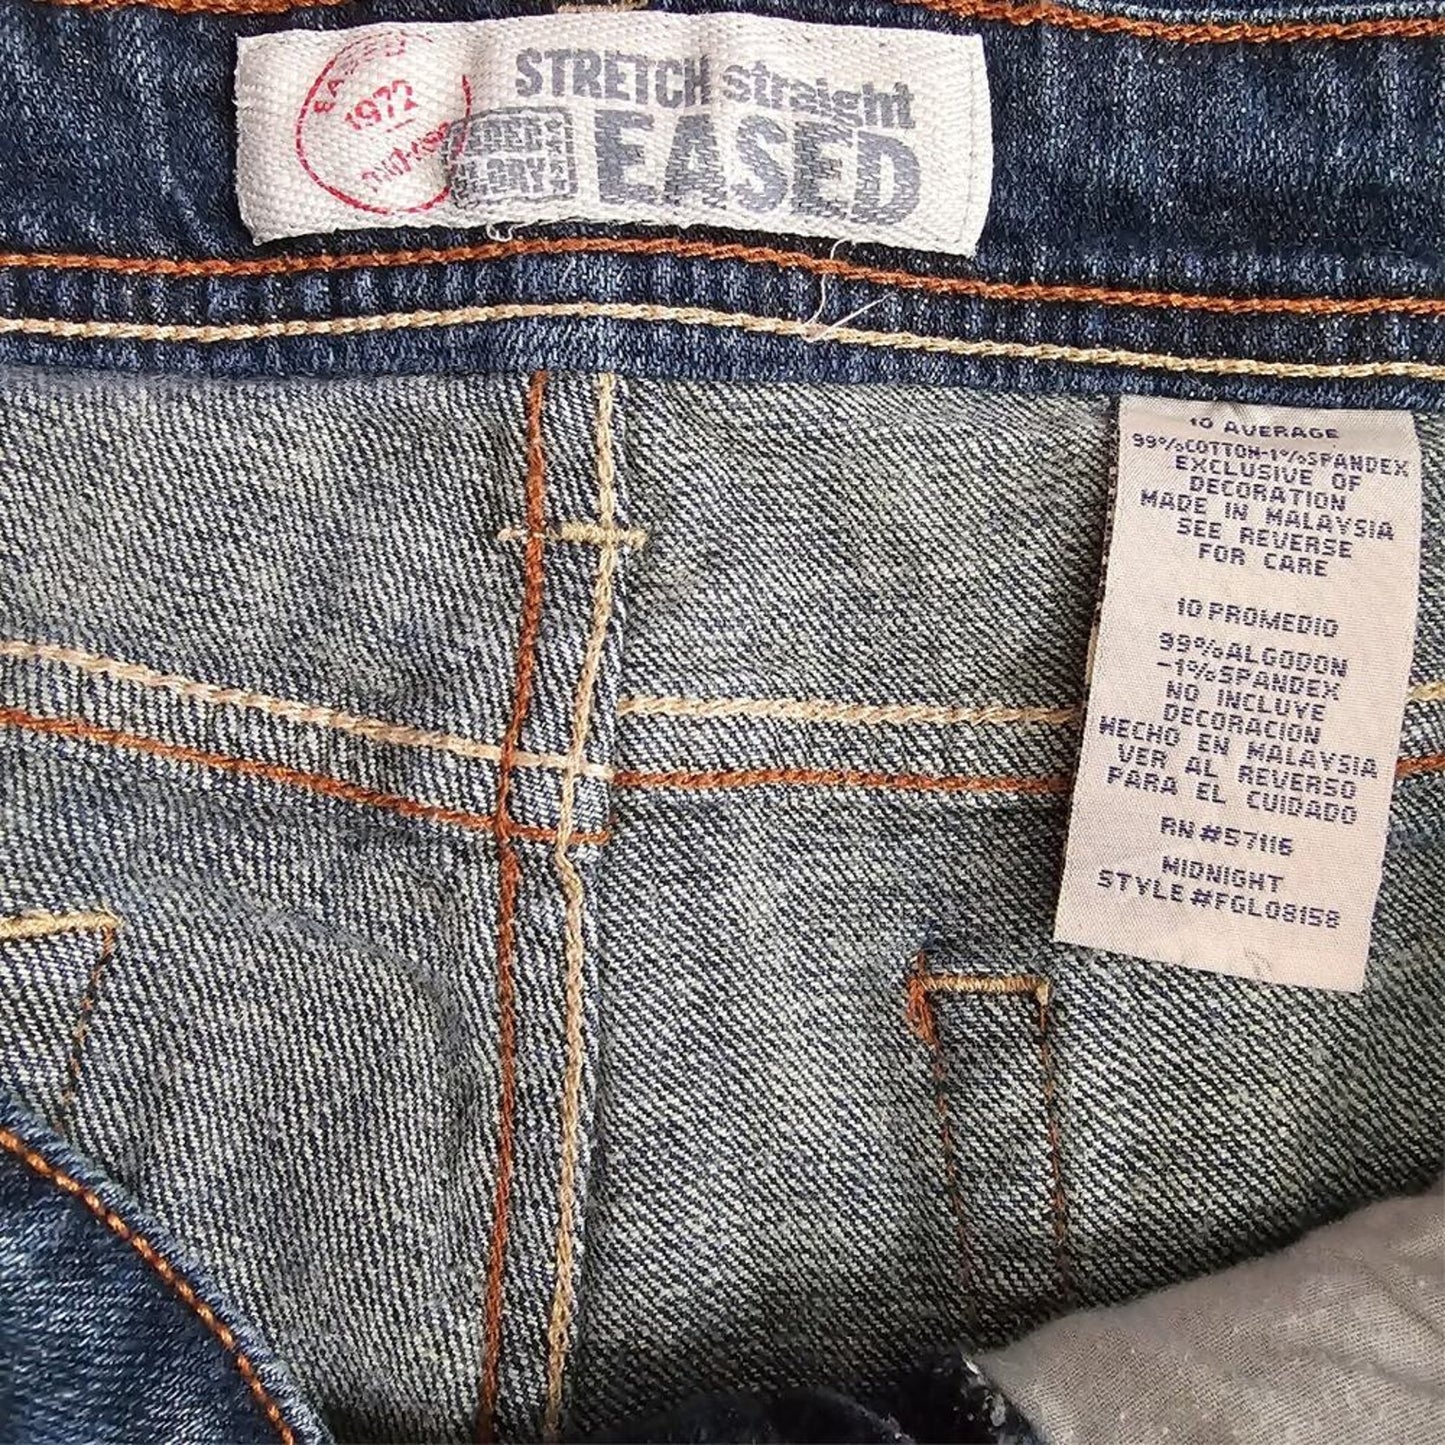 1972
STRETCH straight
EASED
10 AVERAGE
99%COTTON-1%SPANDEX
EXCLUSIVE OF
DECORATION
MADE IN MALAYSIA
SEE REVERSE
FOR CARE
10 PROMEDIO
99%ALGODON
-1%SPANDEX
NO INCLUYE
DECORACION
HECHO EN MALAYSIA
VER AL REVERSO
PARA EL CUIDADO
RN#57116
MIDNIGHT
STYLE#FGL08158